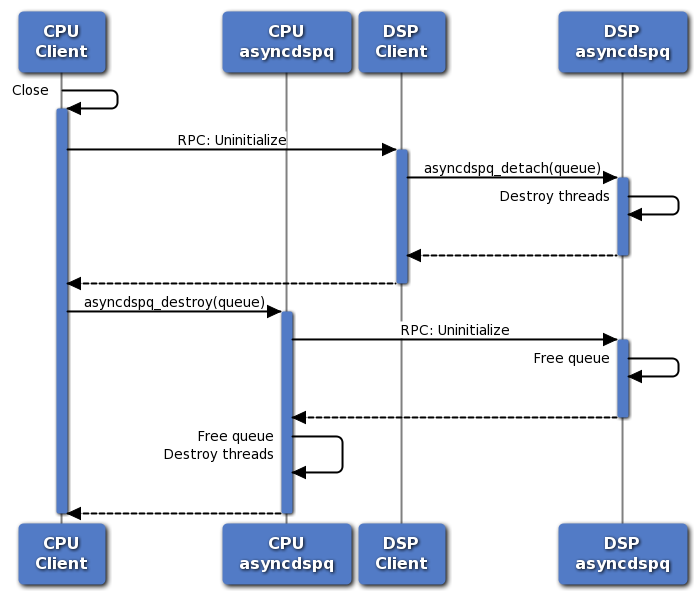 CPU
Client
CPU
asyncdspq
DSP
Client
DSP
asyncdspq
Close
RPC: Uninitialize
asyncdspq_detach(queue)
Destroy threads
asyncdspq_destroy(queue)
RPC: Uninitialize
Free queue
Free queue
Destroy threads
CPU
Client
CPU
asyncdspq
DSP
Client
DSP
asyncdspq